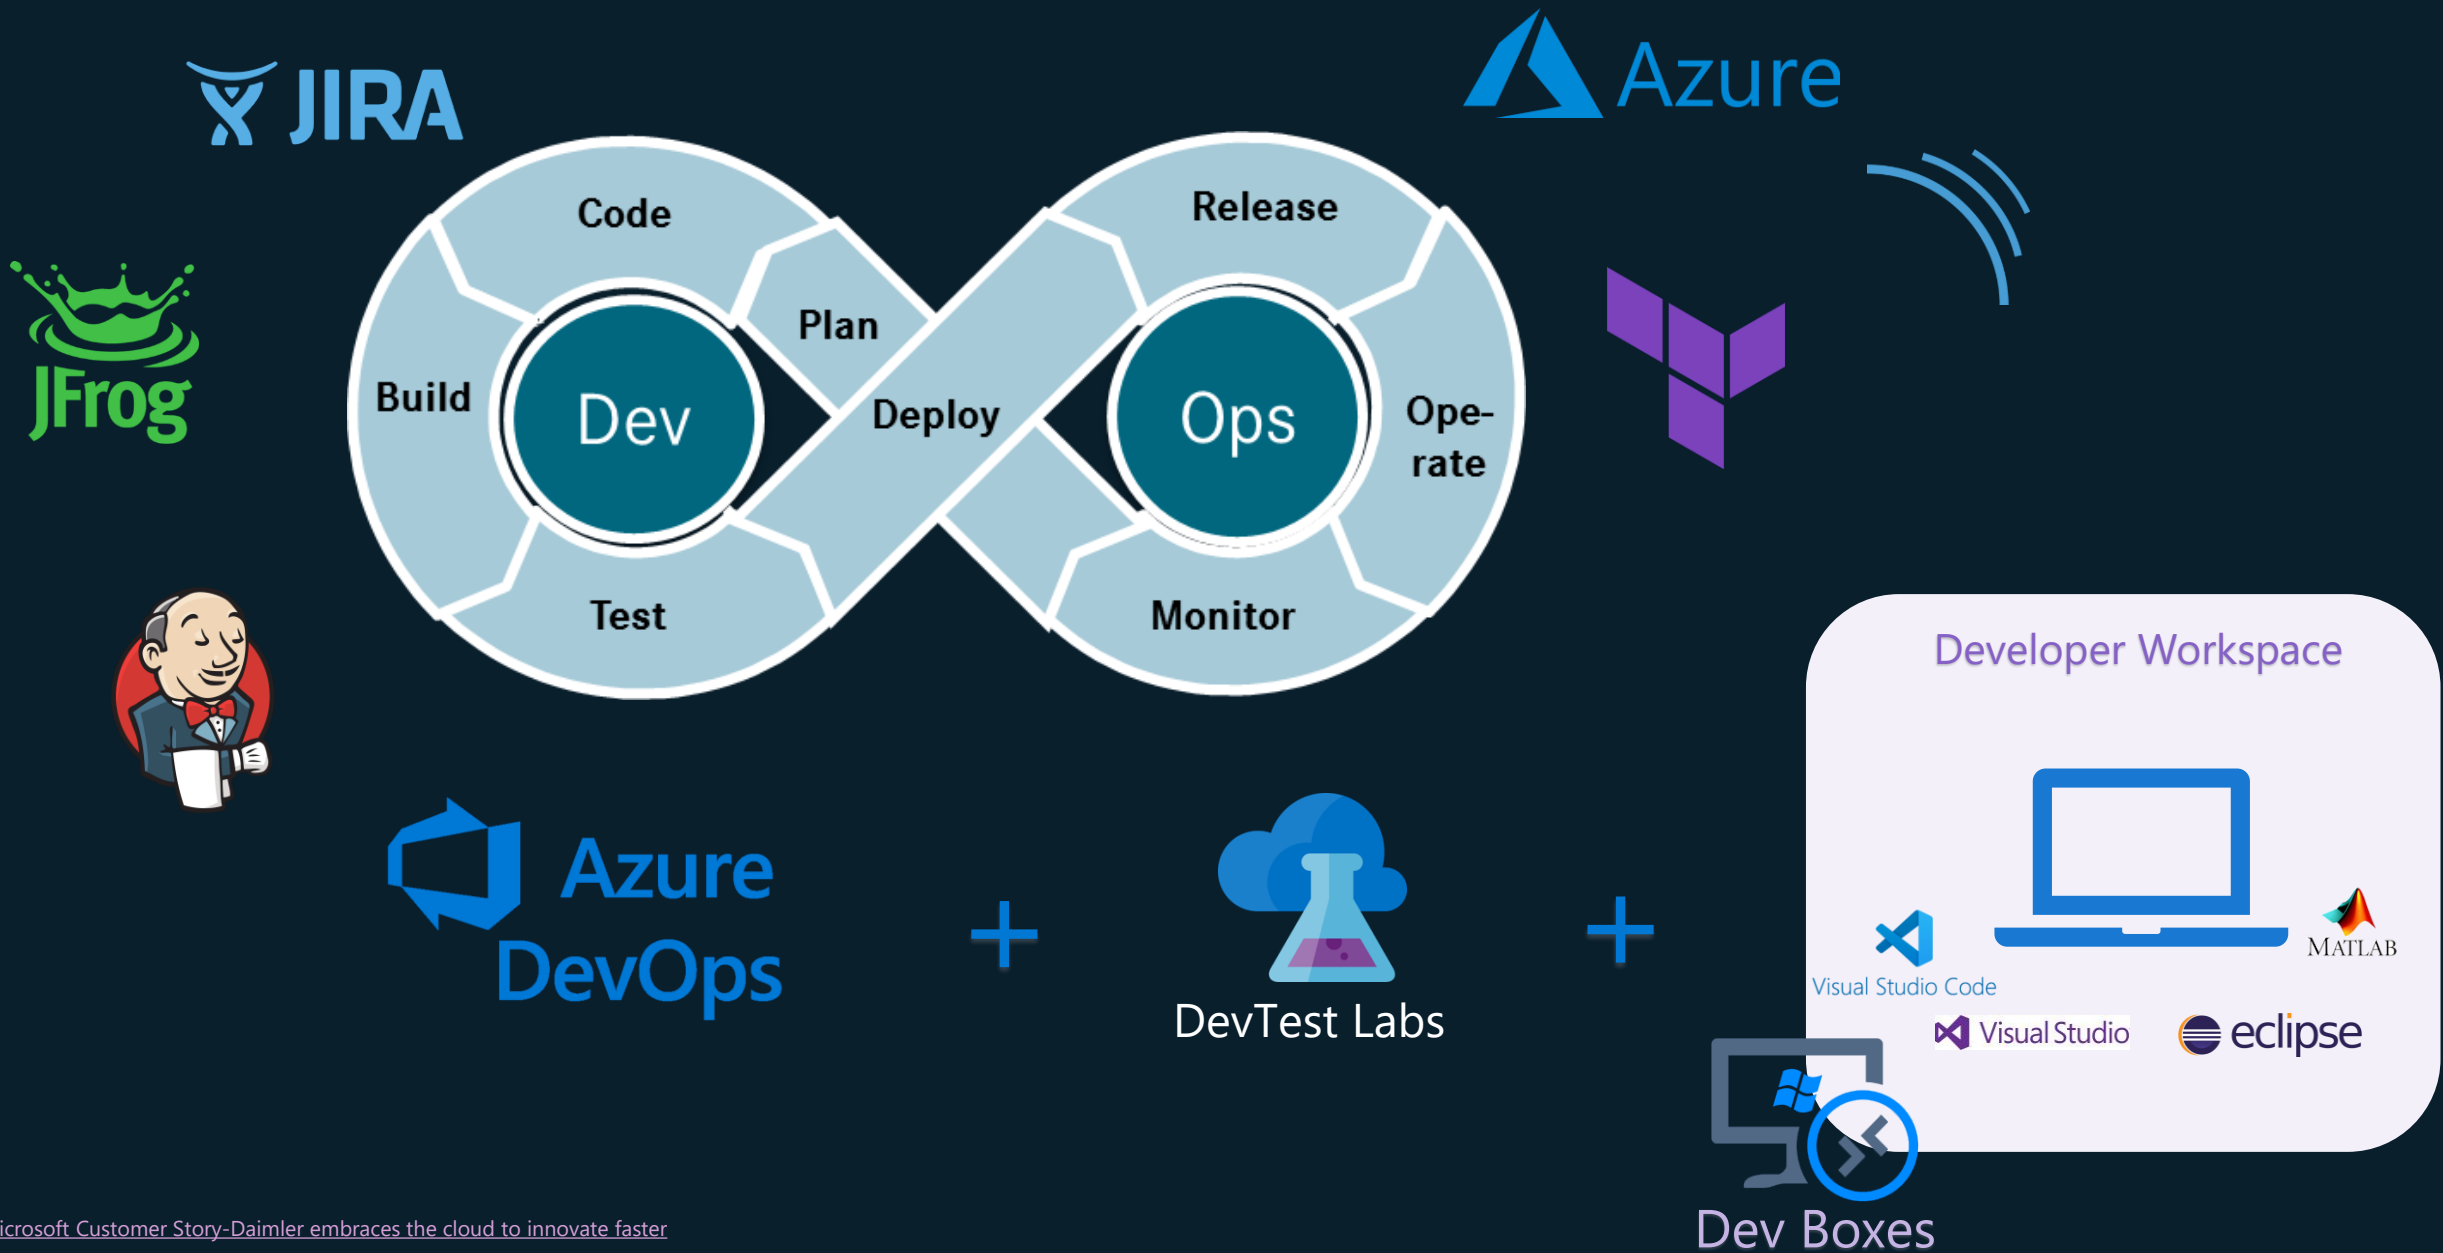 JIRA
Azure
Code
Release
JFrog
Build
Dev
Plan
Deploy
Ops
Ope-
rate
Test
Monitor
Developer Workspace
Azure
DevOps
DevTest Labs
MATLAB
Visual Studio Code
Visual Studio
eclipse
Dev Boxes
icrosoft Customer Story-Daimler embraces the cloud to innovate faster